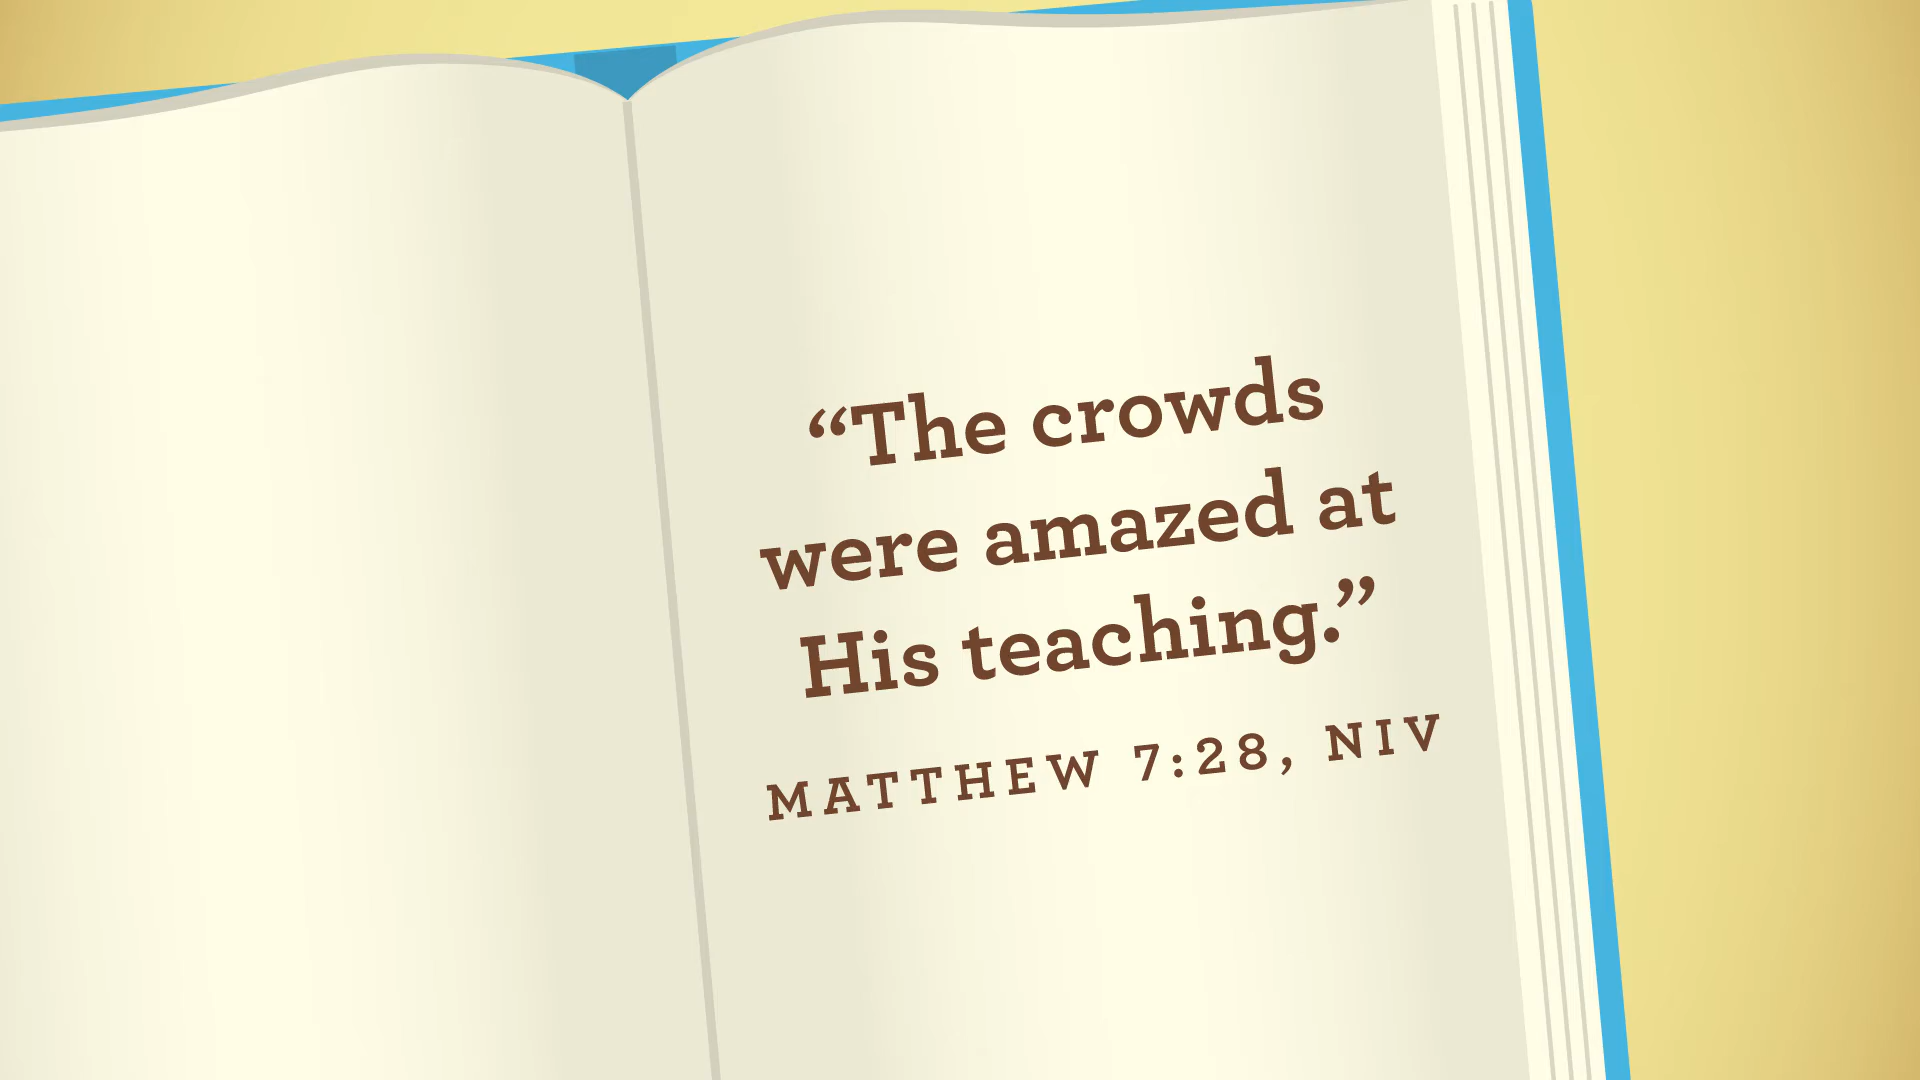 “The crowds
were amazed at
His teaching.”
MATTHEW 7:28, NIV